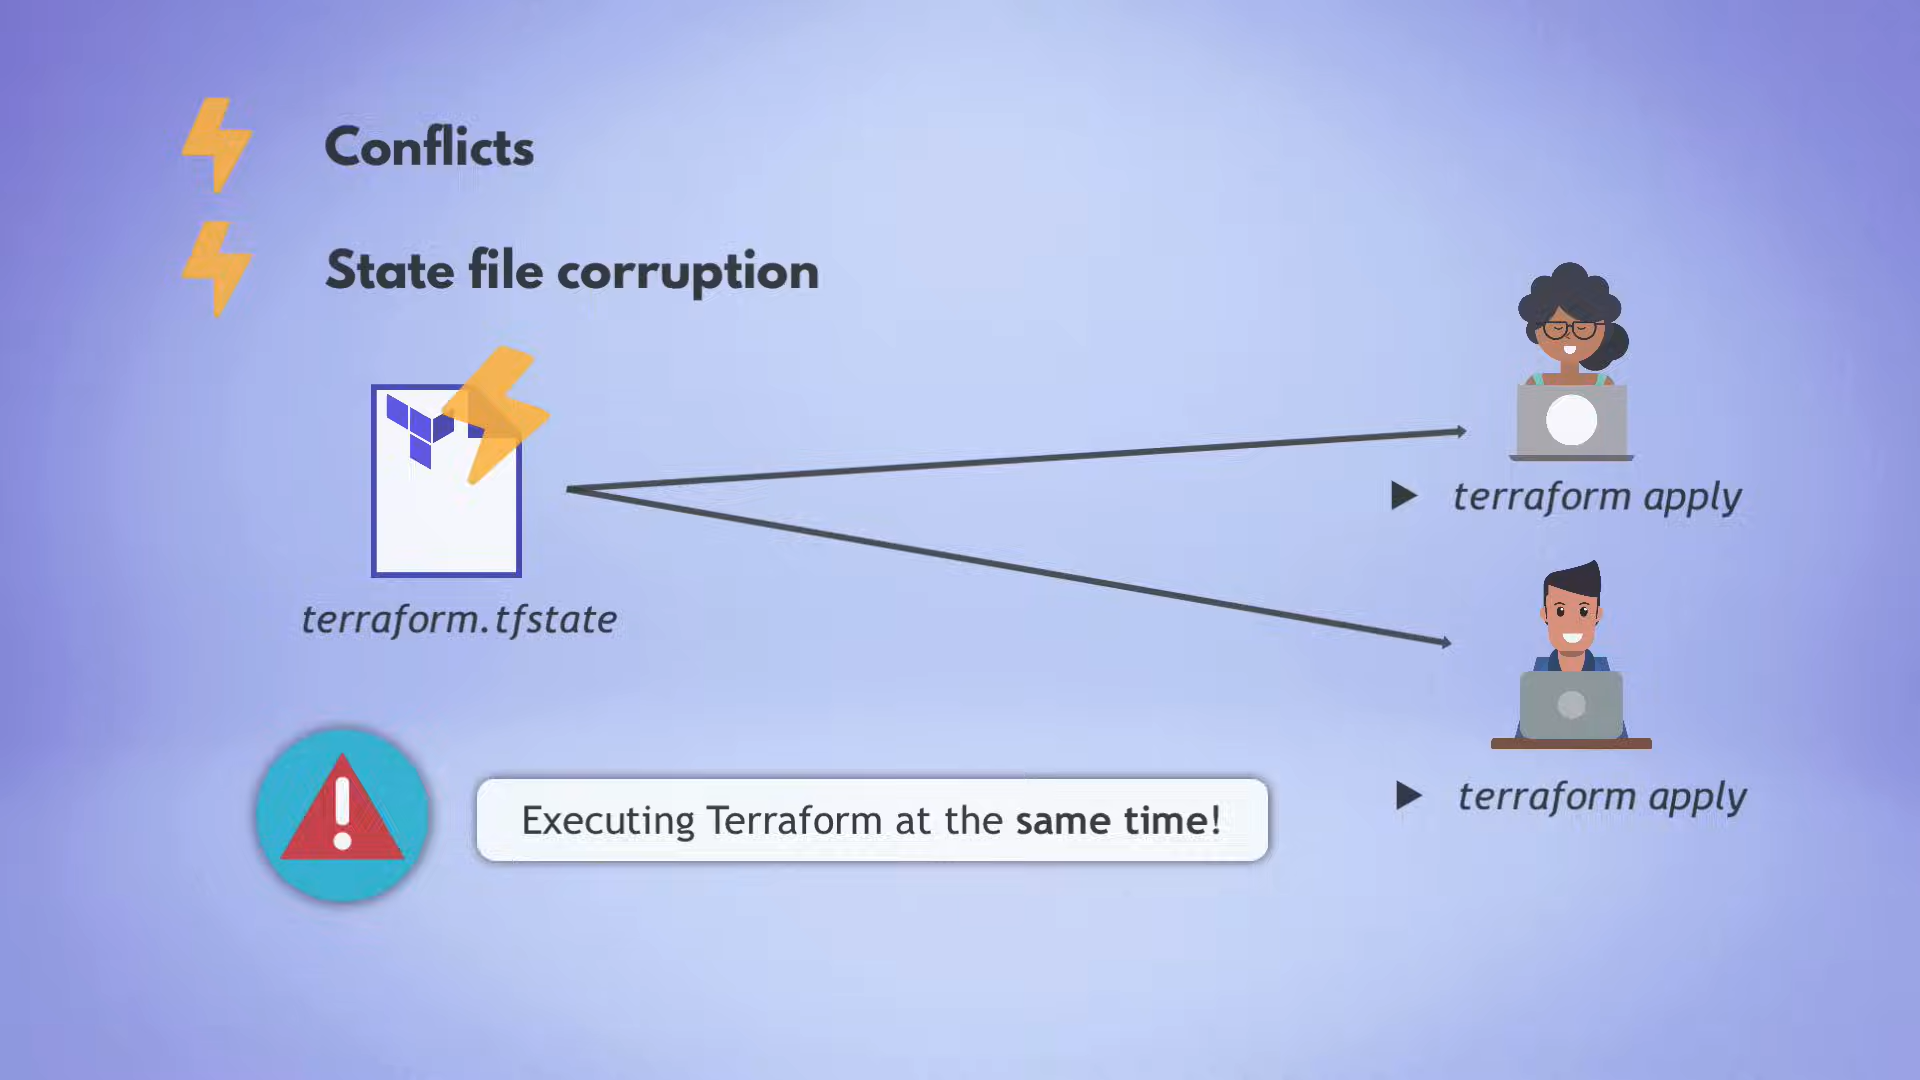 Conflicts
State file corruption
terraform.tfstate
▶ terraform apply
▶ terraform apply
Executing Terraform at the same time!